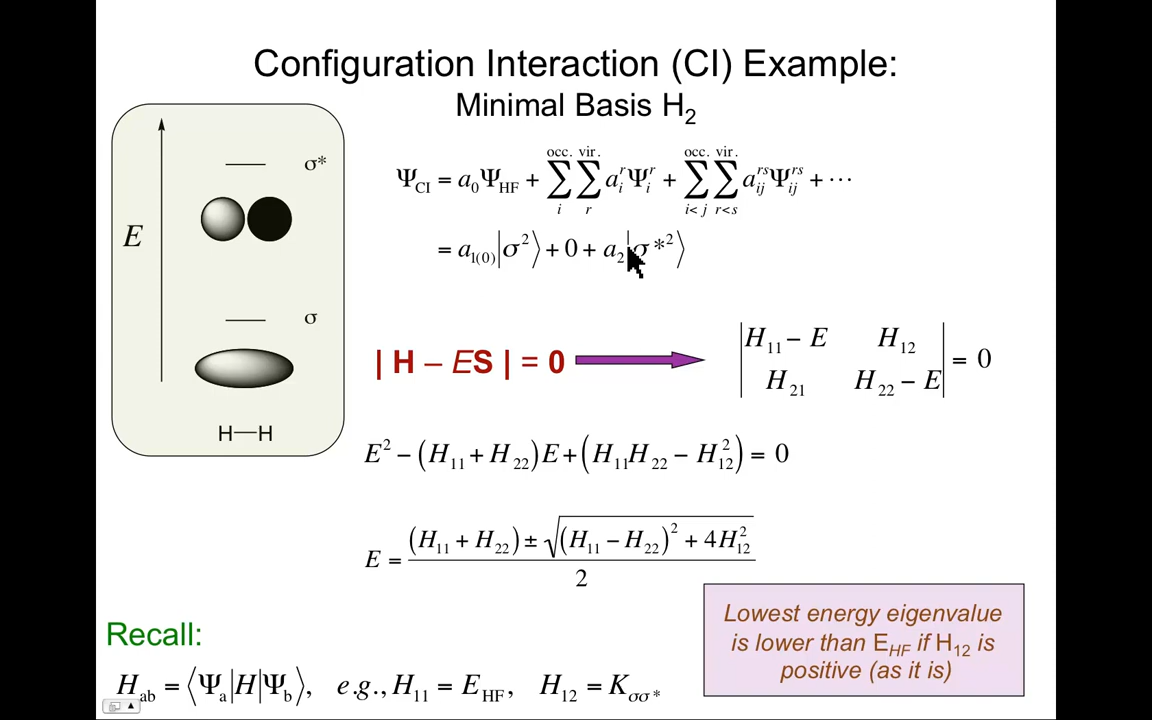 Configuration Interaction (CI) Example:
Minimal Basis H₂
E
σ*
σ
H—H
Ψ_CI = a₀Ψ_HF + ∑_i^occ. ∑_r^vir. a_i^r Ψ_i^r + ∑_{i<j}^occ. ∑_{r<s}^vir. a_ij^rs Ψ_ij^rs + ⋯
= a_1(0)|σ²⟩ + 0 + a₂|σ*²⟩
| H – ES | = 0
|H₁₁ − E H₁₂|
|H₂₁ H₂₂ − E| = 0
E² − (H₁₁ + H₂₂)E + (H₁₁H₂₂ − H₁₂²) = 0
E = ((H₁₁ + H₂₂) ± √((H₁₁ − H₂₂)² + 4H₁₂²)) / 2
Lowest energy eigenvalue
is lower than E_HF if H₁₂ is
positive (as it is)
Recall:
H_ab = ⟨Ψ_a|H|Ψ_b⟩, e.g., H₁₁ = E_HF, H₁₂ = K_σσ*